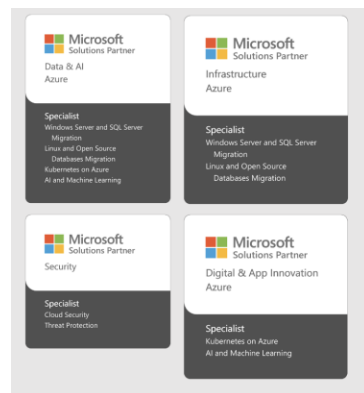 Microsoft
Solutions Partner
Data & AI
Azure
Specialist
Windows Server and SQL Server
Migration
Linux and Open Source
Databases Migration
Kubernetes on Azure
AI and Machine Learning
Microsoft
Solutions Partner
Infrastructure
Azure
Specialist
Windows Server and SQL Server
Migration
Linux and Open Source
Databases Migration
Microsoft
Solutions Partner
Security
Specialist
Cloud Security
Threat Protection
Microsoft
Solutions Partner
Digital & App Innovation
Azure
Specialist
Kubernetes on Azure
AI and Machine Learning